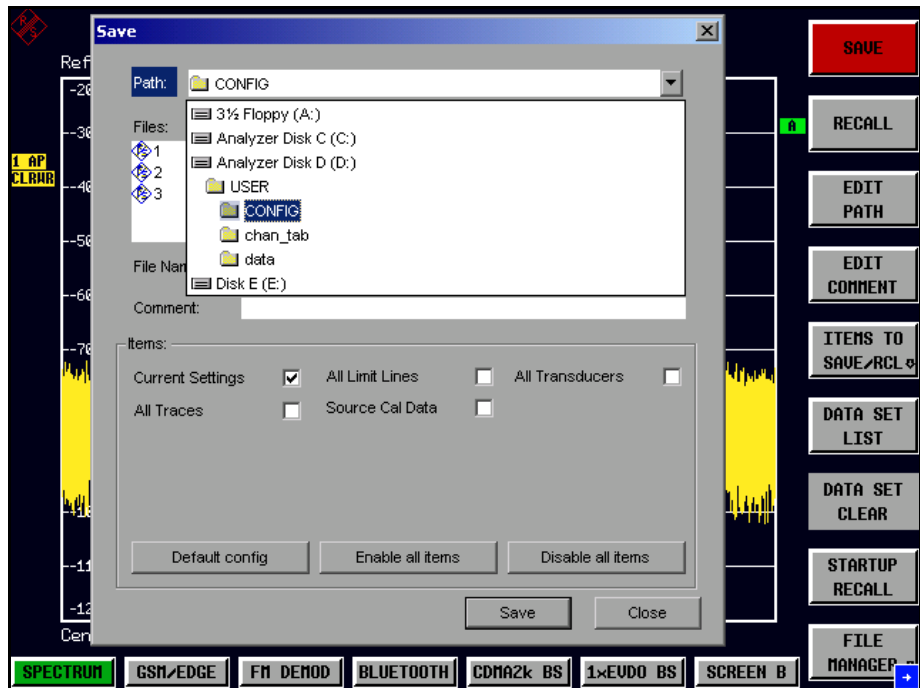 R S
Save
SAVE
Ref
Path: CONFIG
-20
3½ Floppy (A:)
Files:
--30
A
RECALL
Analyzer Disk C (C:)
1
1 AP
Analyzer Disk D (D:)
2
CLRWR
--40
USER
3
EDIT PATH
CONFIG
chan_tab
--50
data
File Nam
EDIT COMMENT
Disk E (E:)
--60
Comment:
Items:
ITEMS TO SAVE/RCL
--70
Current Settings
All Limit Lines
All Transducers
All Traces
Source Cal Data
DATA SET LIST
DATA SET CLEAR
--10
Default config
Enable all items
Disable all items
--11
STARTUP RECALL
-12
Save
Close
Cen
FILE MANAGER
SPECTRUM
GSM/EDGE
FM DEMOD
BLUETOOTH
CDMA2k BS
1xEVDO BS
SCREEN B